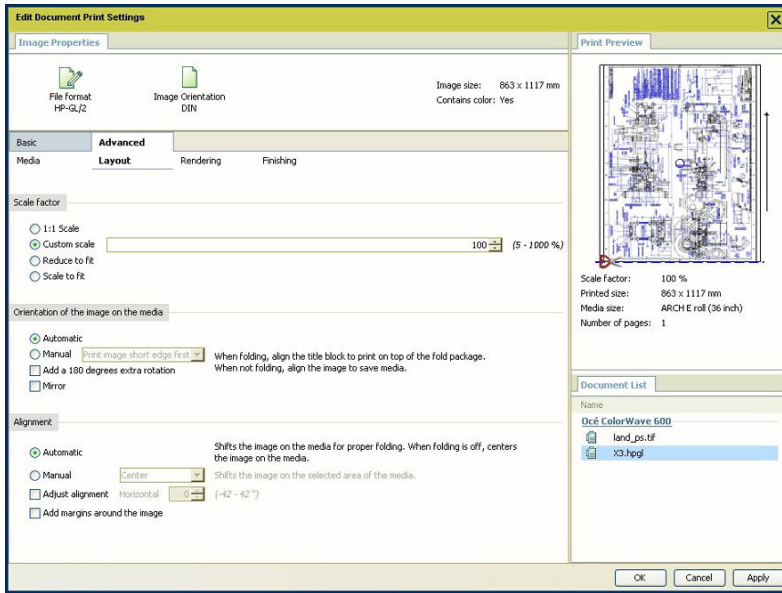 Edit Document Print Settings
Image Properties
File format
HP-GL/2
Image Orientation
DIN
Image size: 863 x 1117 mm
Contains color: Yes
Basic
Advanced
Media
Layout
Rendering
Finishing
Scale factor
1:1 Scale
Custom scale
100
(5 - 1000 %)
Reduce to fit
Scale to fit
Orientation of the image on the media
Automatic
Manual
Print image short edge first
When folding, align the title block to print on top of the fold package.
When not folding, align the image to save media.
Add a 180 degrees extra rotation
Mirror
Alignment
Automatic
Shifts the image on the media for proper folding. When folding is off, centers
the image on the media.
Manual
Center
Shifts the image on the selected area of the media.
Adjust alignment
Horizontal
0
(-42 - 42 ")
Add margins around the image
Print Preview
Scale factor: 100 %
Printed size: 863 x 1117 mm
Media size: ARCH E roll (36 inch)
Number of pages: 1
Document List
Name
Océ ColorWave 600
land_ps.tif
X3.hpgl
OK
Cancel
Apply